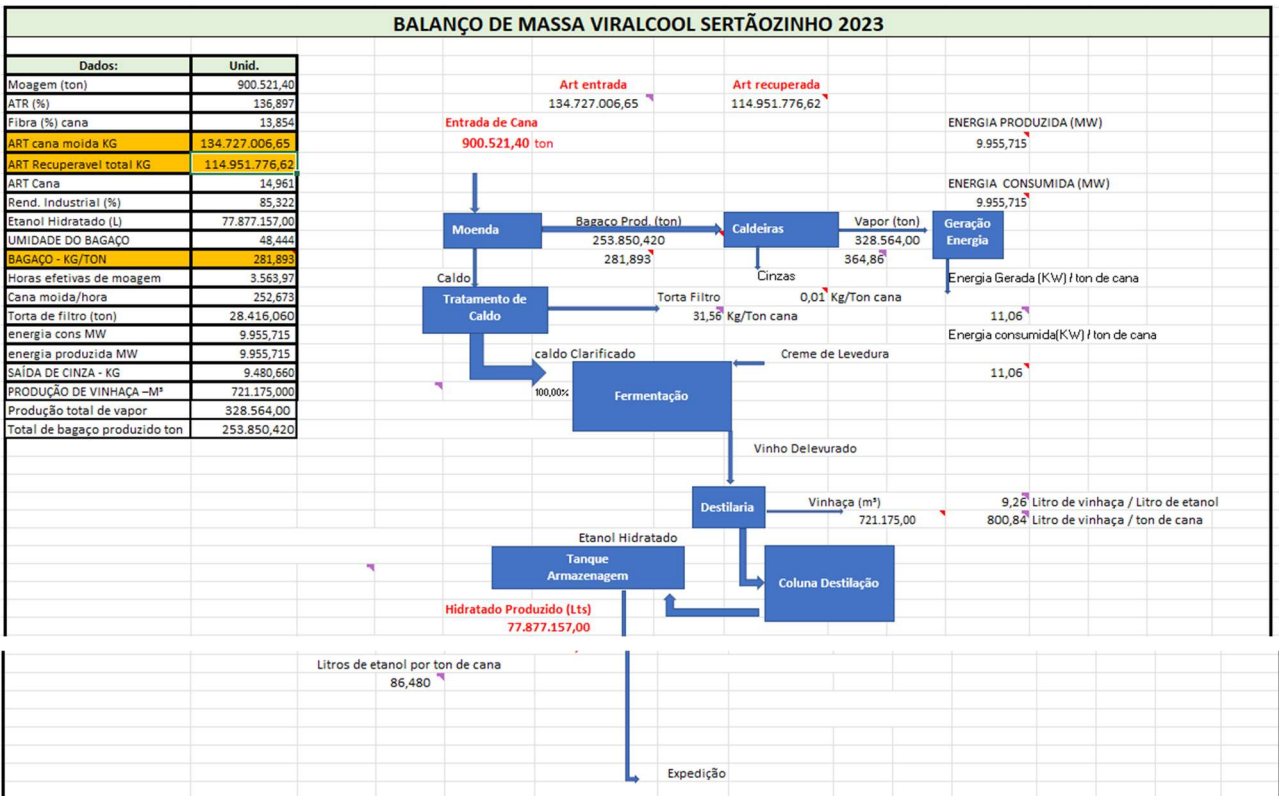 BALANÇO DE MASSA VIRALCOOL SERTÃOZINHO 2023
Dados: Unid.
Moagem (ton) 900.521,40
ATR (%) 136,897
Fibra (%) cana 13,854
ART cana moida KG 134.727.006,65
ART Recuperavel total KG 114.951.776,62
ART Cana 14,961
Rend. Industrial (%) 85,322
Etanol Hidratado (L) 77.877.157,00
UMIDADE DO BAGAÇO 48,444
BAGAÇO - KG/TON 281,893
Horas efetivas de moagem 3.563,97
Cana moida/hora 252,673
Torta de filtro (ton) 28.416,060
energia cons MW 9.955,715
energia produzida MW 9.955,715
SAÍDA DE CINZA - KG 9.480,660
PRODUÇÃO DE VINHAÇA –M³ 721.175,000
Produção total de vapor 328.564,00
Total de bagaço produzido ton 253.850,420
Art entrada Art recuperada
134.727.006,65 114.951.776,62
Entrada de Cana
900.521,40 ton
ENERGIA PRODUZIDA (MW)
9.955,715
ENERGIA CONSUMIDA (MW)
9.955,715
Moenda
Bagaço Prod. (ton)
253.850,420
281,893
Caldeiras
Vapor (ton)
328.564,00
364,86
Geração
Energia
Caldo
Cinzas
0,01 Kg/Ton cana
Energia Gerada (KW) / ton de cana
11,06
Energia consumida(KW) / ton de cana
11,06
Tratamento de
Caldo
Torta Filtro
31,56 Kg/Ton cana
caldo Clarificado
Creme de Levedura
100,00%
Fermentação
Vinho Delevurado
Destilaria
Vinhaça (m³)
721.175,00
9,26 Litro de vinhaça / Litro de etanol
800,84 Litro de vinhaça / ton de cana
Etanol Hidratado
Tanque
Armazenagem
Coluna Destilação
Hidratado Produzido (Lts)
77.877.157,00
Litros de etanol por ton de cana
86,480
Expedição